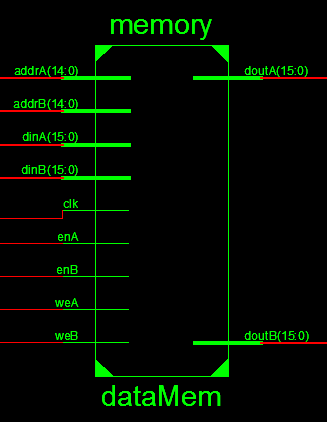 memory
addrA(14:0)
doutA(15:0)
addrB(14:0)
dinA(15:0)
dinB(15:0)
clk
enA
enB
weA
weB
doutB(15:0)
dataMem